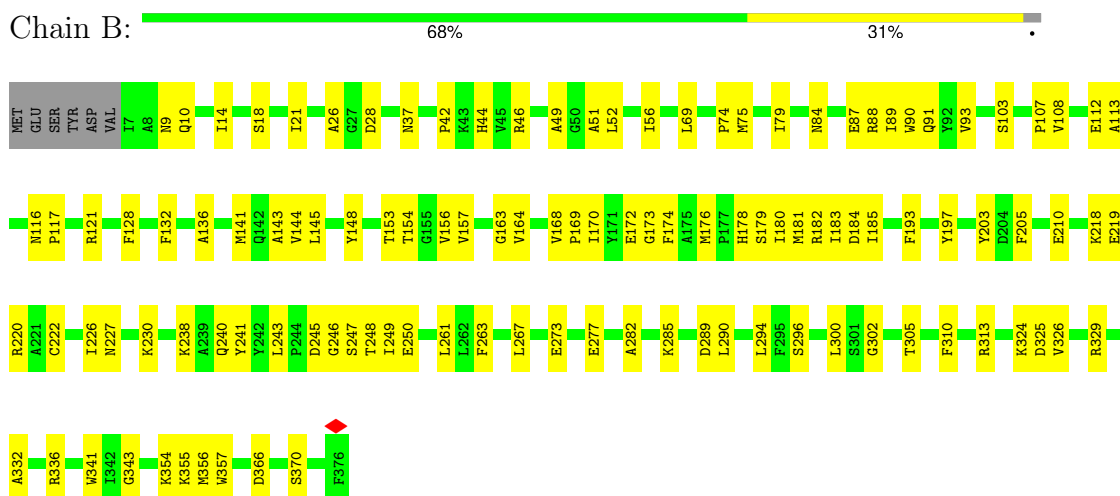 Chain B:
68% 31% •
MET GLU SER TYR ASP VAL I7 A8 N9 Q10 I14 S18 I21 A26 G27 D28 N37 P42 K43 H44 V45 R46 A49 G50 A51 L52 I56 L69 P74 M75 I79 N84 E87 R88 I89 W90 Q91 Y92 V93 S103 P107 V108 E112 A113
N116 P117 R121 F128 F132 A136 M141 Q142 A143 V144 L145 Y148 T153 T154 G155 V156 V157 G163 V164 V168 P169 I170 Y171 E172 G173 F174 A175 M176 P177 H178 S179 I180 M181 R182 I183 D184 I185 F193 Y197 Y203 D204 F205 E210 K218 E219
R220 A221 C222 I226 N227 K230 K238 A239 Q240 Y241 Y242 L243 P244 D245 G246 S247 T248 I249 E250 L261 L262 F263 L267 E273 E277 A282 K285 D289 L290 L294 F295 S296 L300 S301 G302 T305 F310 R313 K324 D325 V326 R329
A332 R336 W341 I342 G343 K354 K355 M356 W357 D366 S370 F376